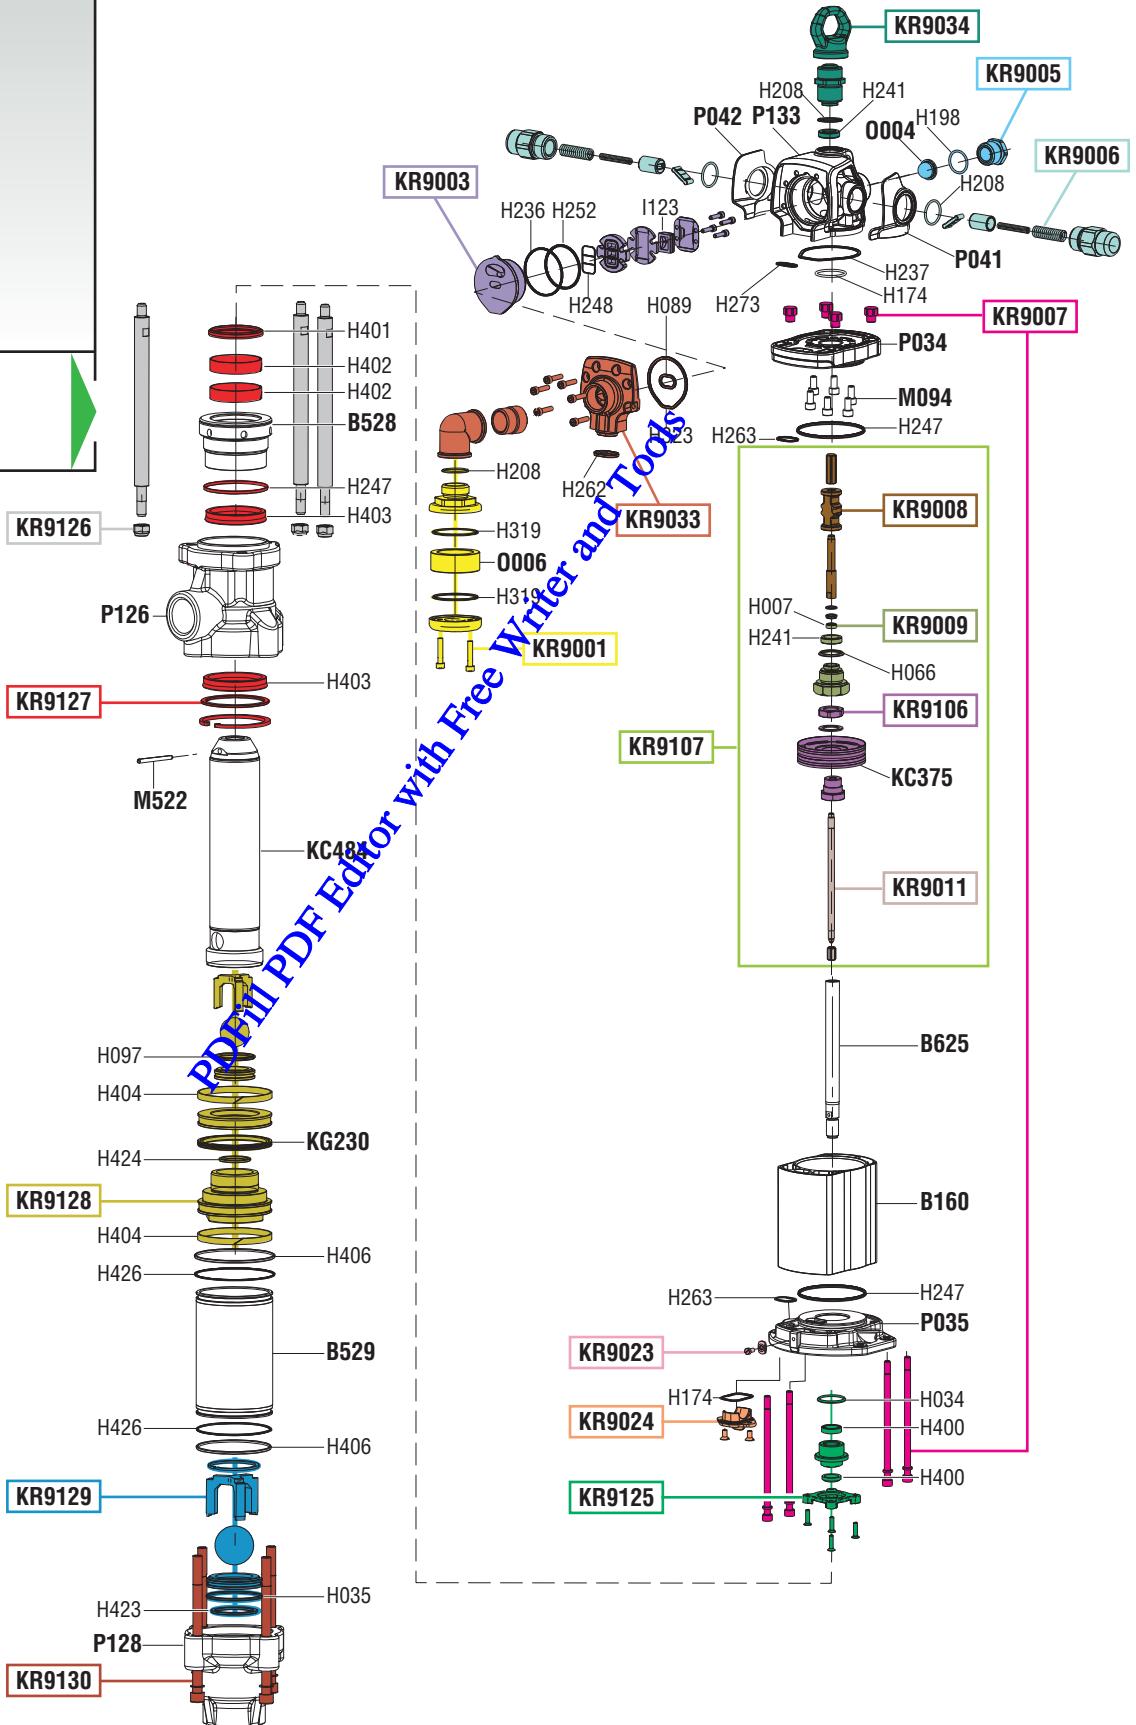 KR9034
KR9005
H208
H241
P042
P133
O004
H198
KR9006
KR9003
H208
H236
H252
I123
P041
H237
H174
H273
H248
H089
KR9007
P034
M094
H247
H263
H323
H262
KR9033
H401
H402
H402
B528
H247
H403
KR9126
P126
H403
KR9127
M522
KC484
H208
H319
O006
H319
KR9001
KR9008
H007
KR9009
H241
H066
KR9106
KR9107
KC375
KR9011
B625
H097
H404
KG230
H424
KR9128
H404
H406
H426
B529
H426
H406
KR9129
H035
H423
P128
KR9130
B160
H263
H247
P035
KR9023
H174
KR9024
H034
H400
H400
KR9125
PDFill PDF Editor with Free Writer and Tools